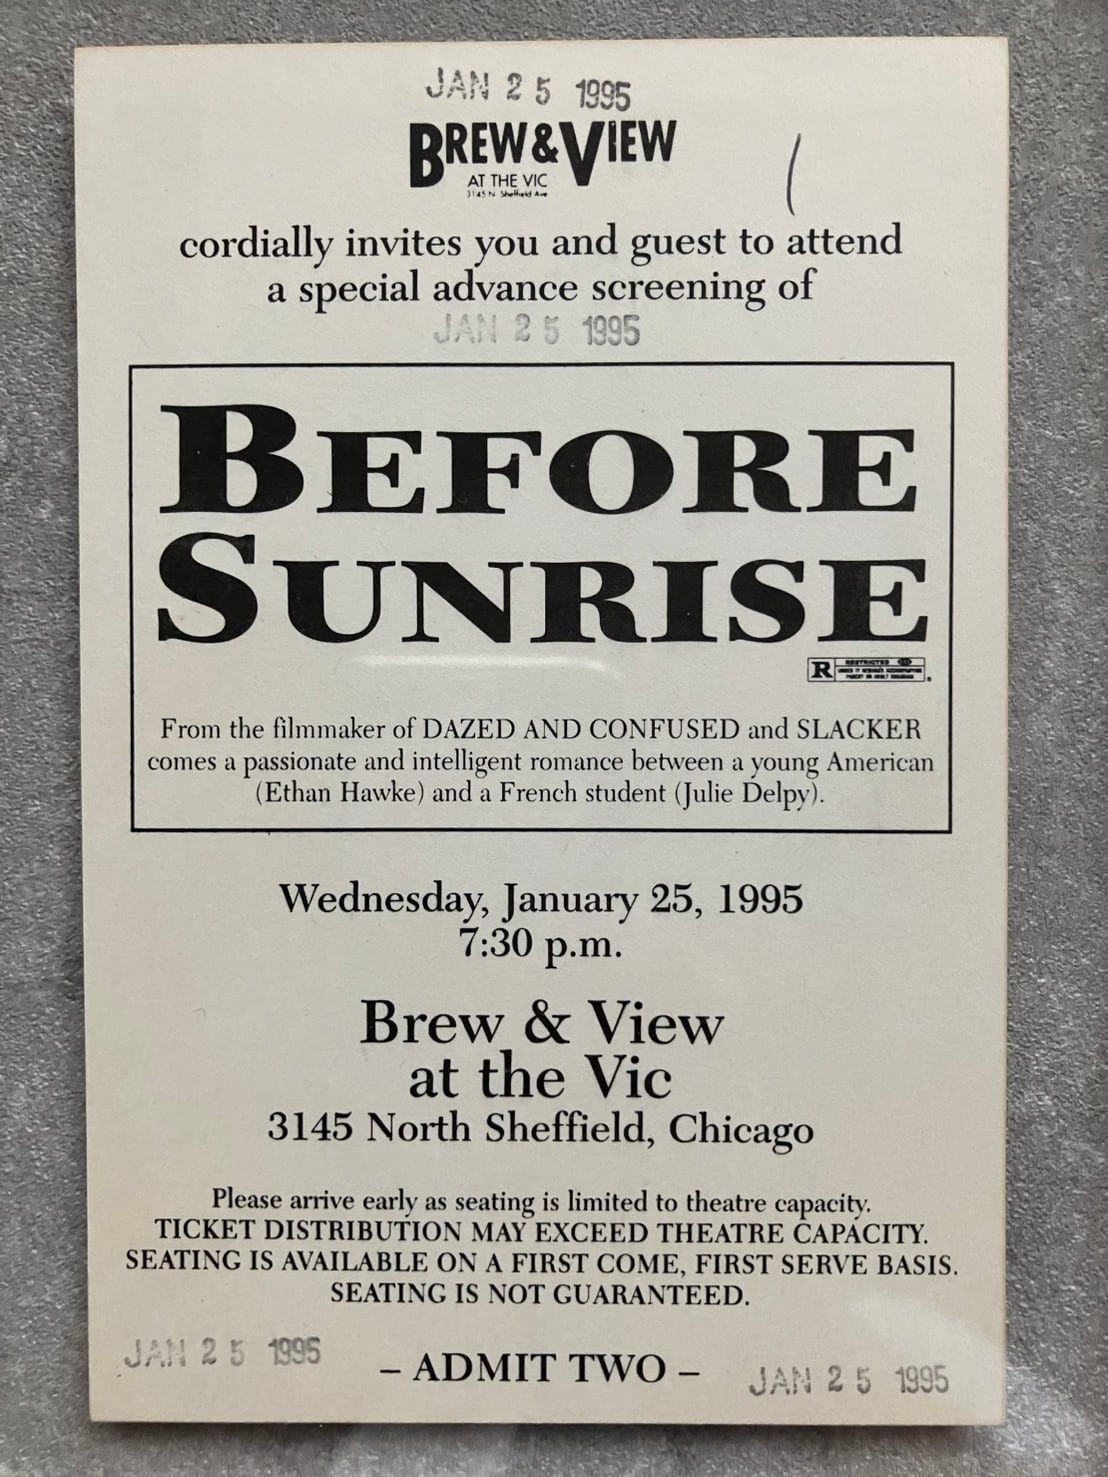 JAN 25 1995
BREW & VIEW
AT THE VIC
3145 N. Sheffield Ave
cordially invites you and guest to attend
a special advance screening of
JAN 25 1995
BEFORE
SUNRISE
R RESTRICTED
From the filmmaker of DAZED AND CONFUSED and SLACKER
comes a passionate and intelligent romance between a young American
(Ethan Hawke) and a French student (Julie Delpy).
Wednesday, January 25, 1995
7:30 p.m.
Brew & View
at the Vic
3145 North Sheffield, Chicago
Please arrive early as seating is limited to theatre capacity.
TICKET DISTRIBUTION MAY EXCEED THEATRE CAPACITY.
SEATING IS AVAILABLE ON A FIRST COME, FIRST SERVE BASIS.
SEATING IS NOT GUARANTEED.
JAN 25 1995
– ADMIT TWO –
JAN 25 1995